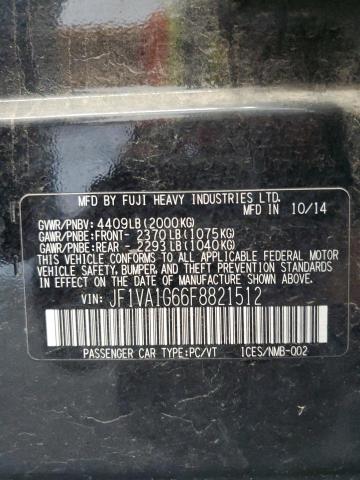 MFD BY FUJI HEAVY INDUSTRIES LTD.
MFD IN 10/14
GVWR/PNBV: 4409LB(2000KG)
GAWR/PNBE:FRONT- 2370LB(1075KG)
GAWR/PNBE:REAR - 2293LB(1040KG)
THIS VEHICLE CONFORMS TO ALL APPLICABLE FEDERAL MOTOR
VEHICLE SAFETY, BUMPER, AND THEFT PREVENTION STANDARDS
IN EFFECT ON THE DATE OF MANUFACTURE SHOWN ABOVE.
VIN: JF1VA1G66F8821512
PASSENGER CAR TYPE:PC/VT ICES/NMB-002